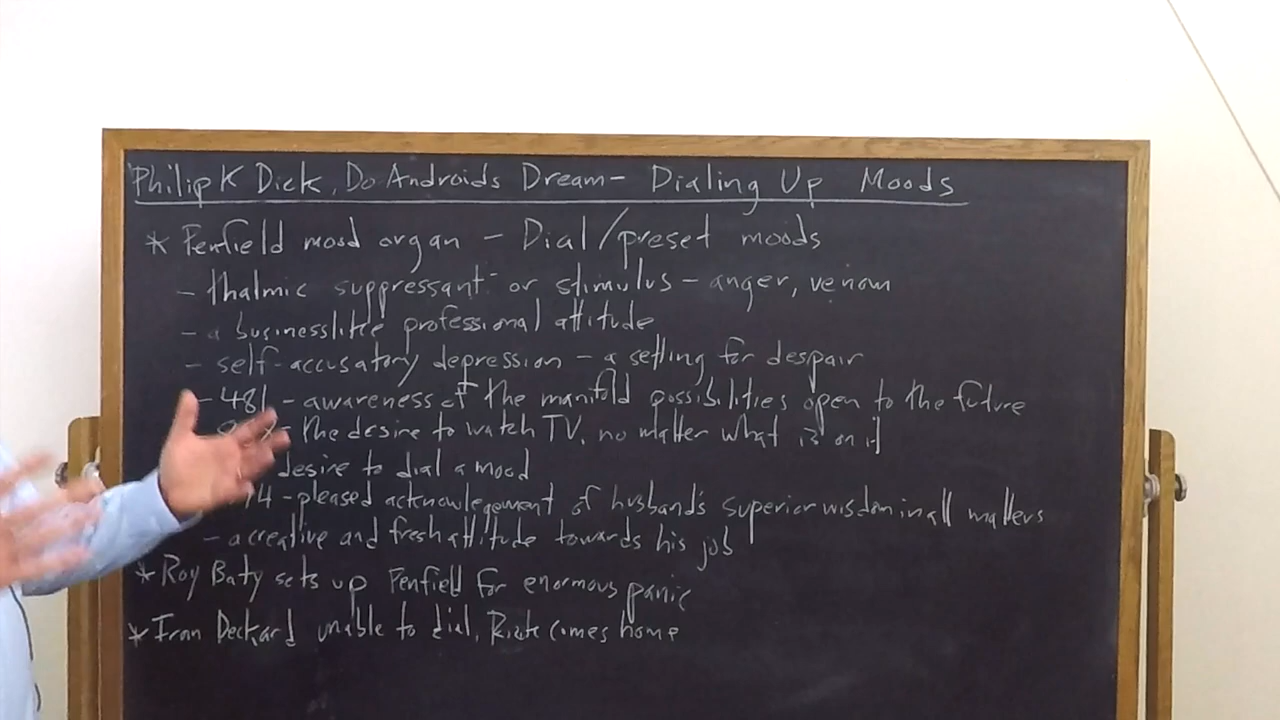 Philip K Dick, Do Androids Dream - Dialing Up Moods
* Penfield mood organ - Dial/preset moods
- thalmic suppressant - or stimulus - anger, venom
- a businesslike professional attitude
- self-accusatory depression - a setting for despair
- 481 - awareness of the manifold possibilities open to the future
- the desire to watch TV, no matter what is on it
desire to dial a mood
94 - pleased acknowlegement of husband's superior wisdom in all matters
- a creative and fresh attitude towards his job
* Roy Baty sets up Penfield for enormous panic
* Iran Deckard unable to dial, Rick comes home